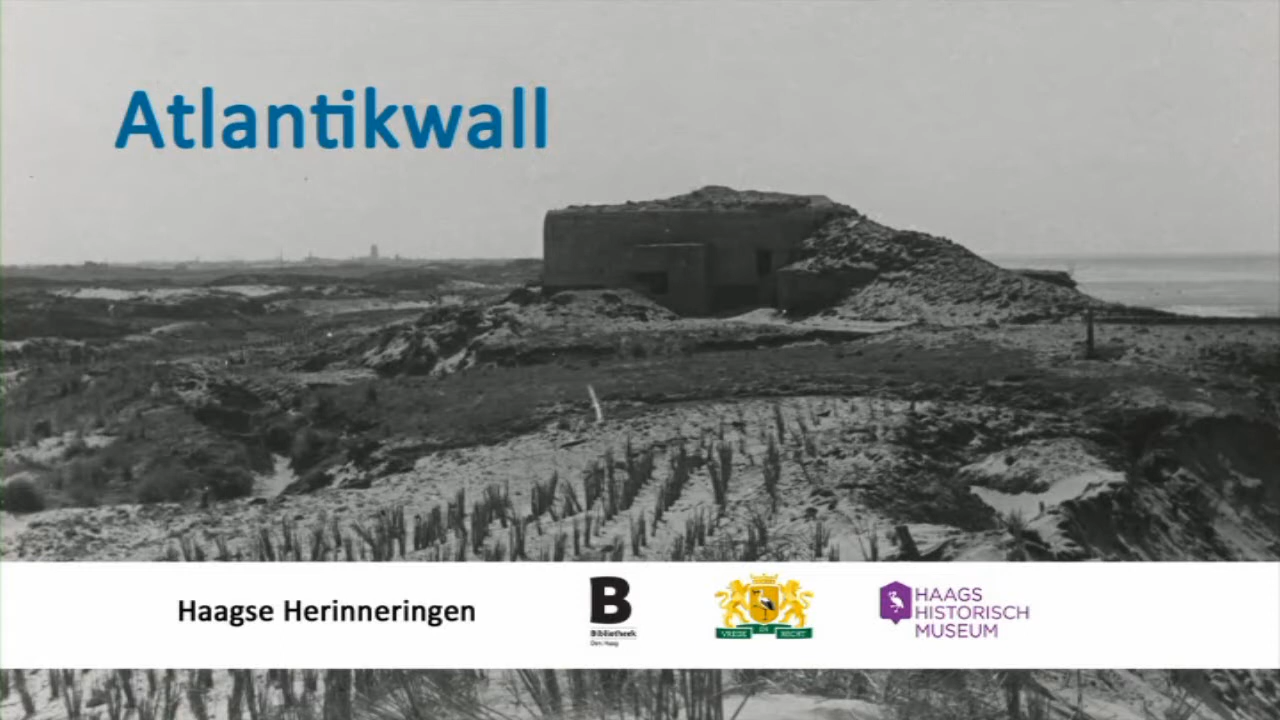 Atlantikwall
Haagse Herinneringen
B
Bibliotheek
Den Haag
VREDE EN RECHT
HAAGS
HISTORISCH
MUSEUM